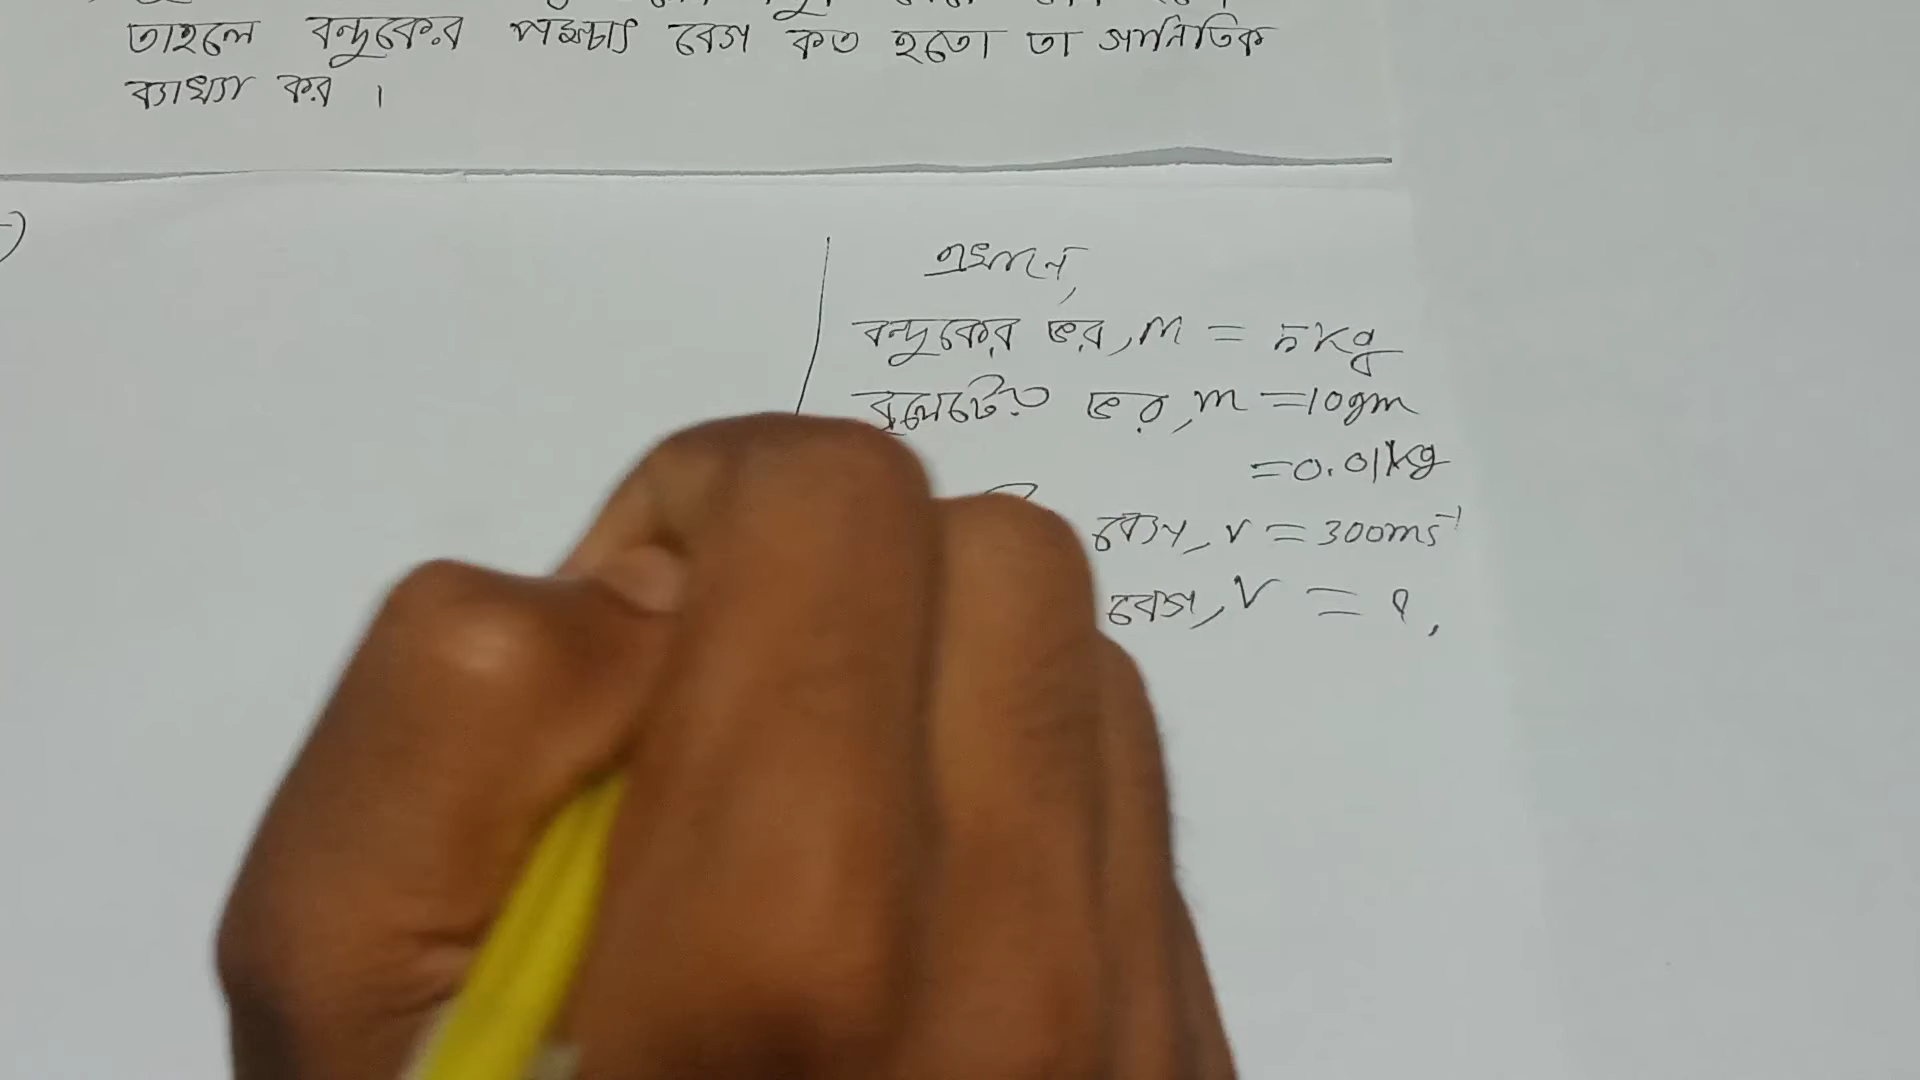 তাহলে বন্দুকের পশ্চাৎ বেগ কত হতো তা গানিতিক
ব্যাখ্যা কর ।
এখানে,
বন্দুকের ভর, M = 5kg
বুলেটের ভর, m = 10gm
= 0.01kg
বেগ, v = 300ms⁻¹
বেগ, V = ?,